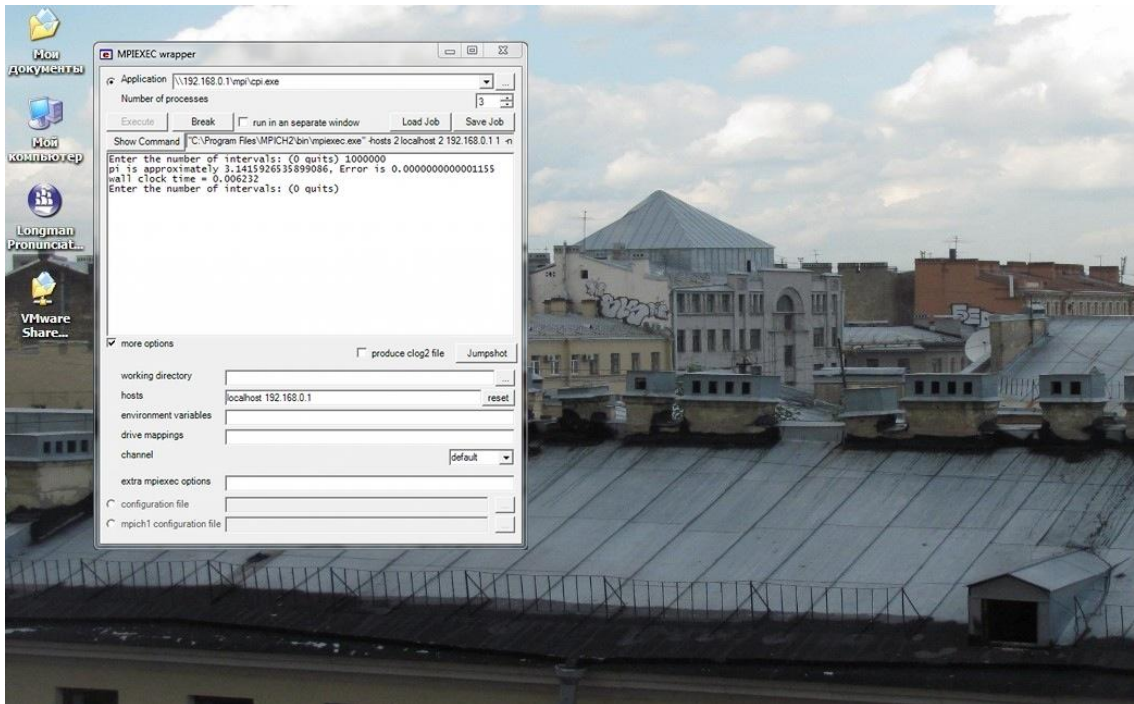 Мои
документы
Мой
компьютер
Longman
Pronunciat...
VMware
Share...
MPIEXEC wrapper
Application \\192.168.0.1\mpi\cpi.exe ...
Number of processes 3
Execute Break run in an separate window Load Job Save Job
Show Command "C:\Program Files\MPICH2\bin\mpiexec.exe" -hosts 2 localhost 2 192.168.0.1 1 -n
Enter the number of intervals: (0 quits) 1000000
pi is approximately 3.1415926535899086, Error is 0.0000000000001155
wall clock time = 0.006232
Enter the number of intervals: (0 quits)
more options
produce clog2 file Jumpshot
working directory ...
hosts localhost 192.168.0.1 reset
environment variables
drive mappings
channel default
extra mpiexec options
configuration file
mpich1 configuration file